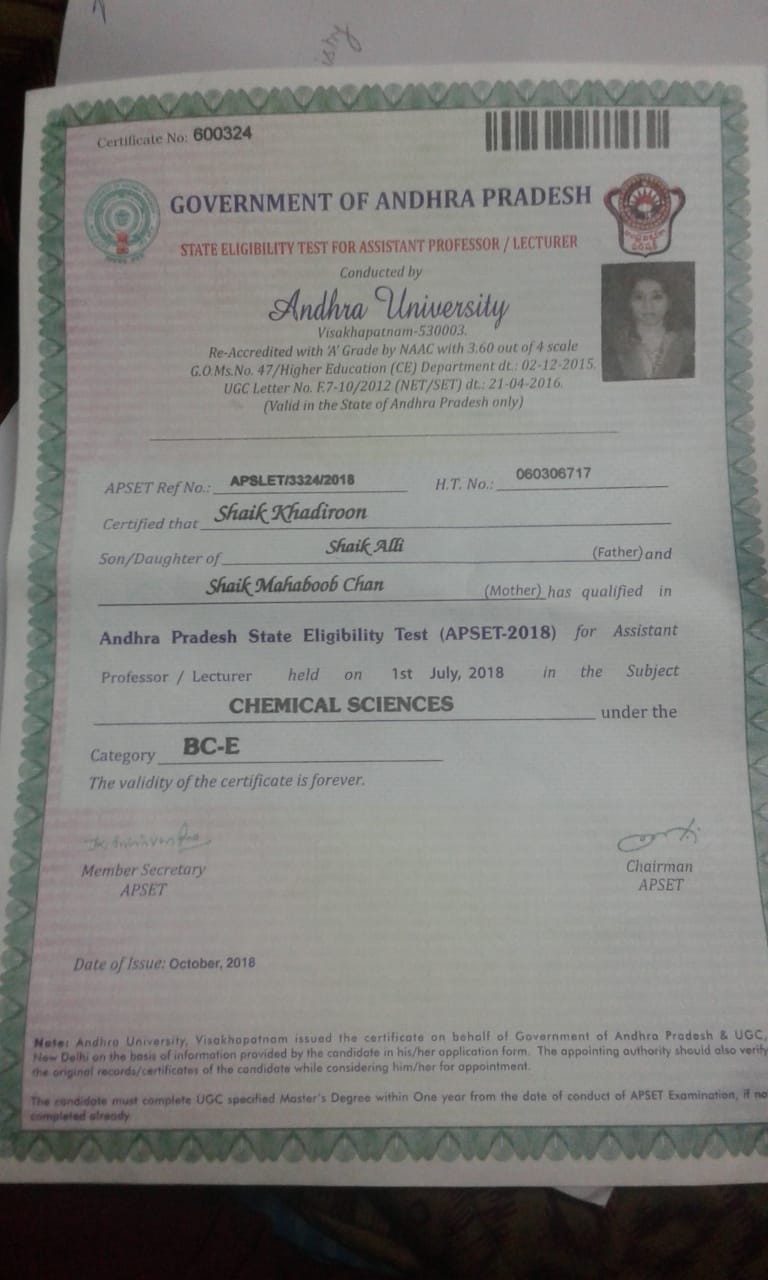 Certificate No: 600324
GOVERNMENT OF ANDHRA PRADESH
STATE ELIGIBILITY TEST FOR ASSISTANT PROFESSOR / LECTURER
Conducted by
Andhra University
Visakhapatnam-530003.
Re-Accredited with 'A' Grade by NAAC with 3.60 out of 4 scale
G.O.Ms.No. 47/Higher Education (CE) Department dt.: 02-12-2015.
UGC Letter No. F.7-10/2012 (NET/SET) dt.: 21-04-2016.
(Valid in the State of Andhra Pradesh only)
APSET Ref No.: APSLET/3324/2018 H.T. No.: 060306717
Certified that Shaik Khadiroon
Son/Daughter of Shaik Alli (Father) and
Shaik Mahaboob Chan (Mother) has qualified in
Andhra Pradesh State Eligibility Test (APSET-2018) for Assistant
Professor / Lecturer held on 1st July, 2018 in the Subject
CHEMICAL SCIENCES under the
Category BC-E
The validity of the certificate is forever.
Member Secretary Chairman
APSET APSET
Date of Issue: October, 2018
Note: Andhra University, Visakhapatnam issued the certificate on behalf of Government of Andhra Pradesh & UGC,
New Delhi on the basis of information provided by the candidate in his/her application form. The appointing authority should also verify
the original records/certificates of the candidate while considering him/her for appointment.
The candidate must complete UGC specified Master's Degree within One year from the date of conduct of APSET Examination, if no
completed already